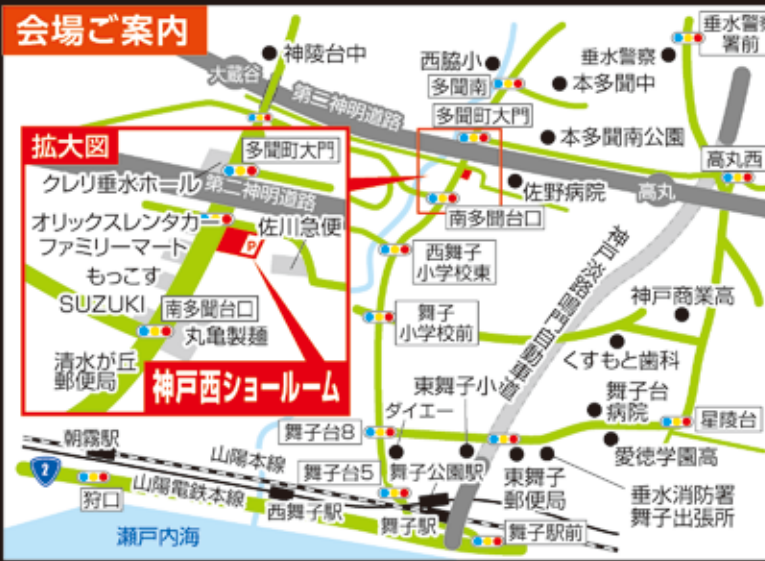 会場ご案内
神陵台中
大蔵谷
第二神明道路
西脇小
多聞南
本多聞中
垂水警察
垂水警察
署前
多聞町大門
本多聞南公園
高丸西
佐野病院
高丸
南多聞台口
拡大図
多聞町大門
クレリ垂水ホール
第二神明道路
オリックスレンタカー
ファミリーマート
佐川急便
P
もっこす
SUZUKI
南多聞台口
丸亀製麺
清水が丘
郵便局
神戸西ショールーム
西舞子
小学校東
舞子
小学校前
神戸淡路鳴門自動車道
神戸商業高
くすもと歯科
東舞子小
ダイエー
舞子台
病院
星陵台
舞子台8
愛徳学園高
朝霧駅
山陽本線
舞子台5
舞子公園駅
東舞子
郵便局
垂水消防署
舞子出張所
2
狩口
山陽電鉄本線
西舞子駅
舞子駅
舞子駅前
瀬戸内海